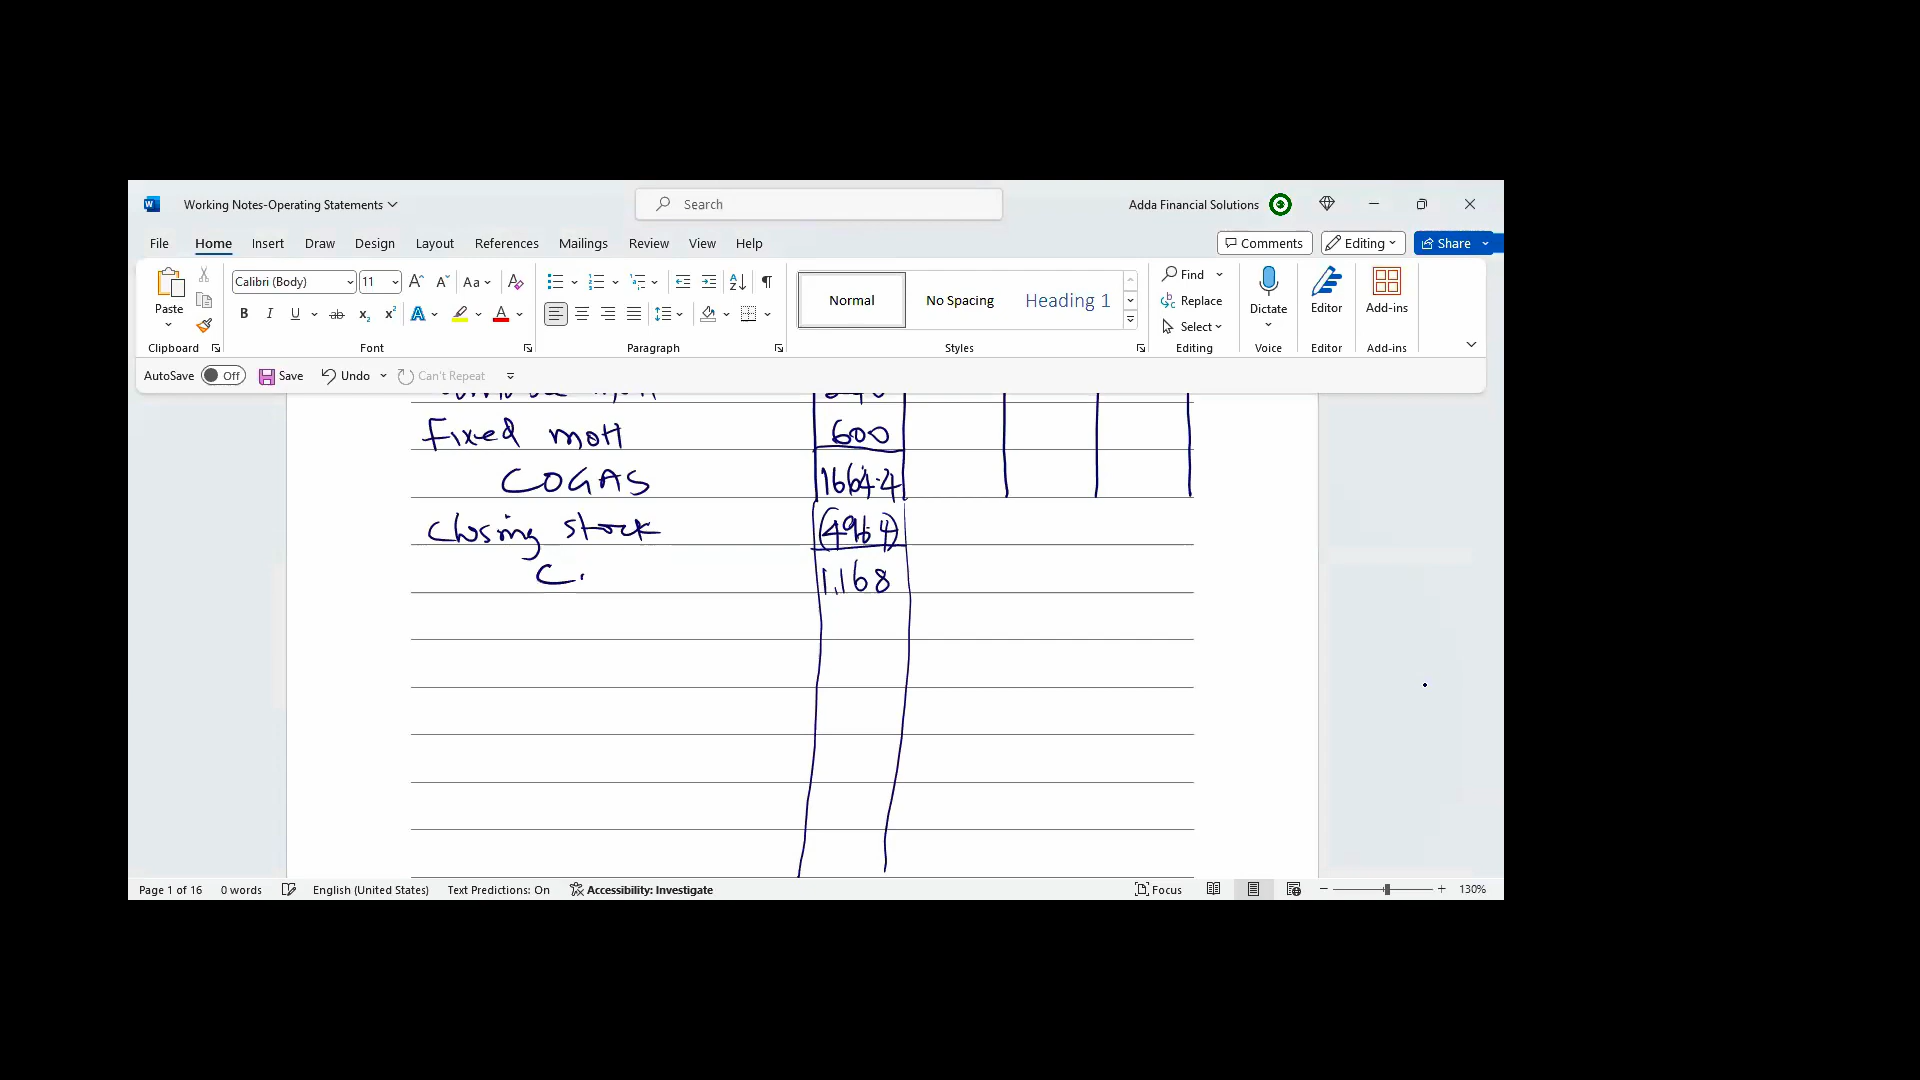 Working Notes-Operating Statements
Search
Adda Financial Solutions
File Home Insert Draw Design Layout References Mailings Review View Help
Comments Editing Share
Paste
Calibri (Body) 11
Normal No Spacing Heading 1
Find
Replace
Select
Dictate Editor Add-ins
Clipboard Font Paragraph Styles Editing Voice Editor Add-ins
AutoSave Off Save Undo Can't Repeat
Fixed moH 600
COGAS 1664.4
Closing stock (496.4)
C. 1,168
Page 1 of 16 0 words English (United States) Text Predictions: On Accessibility: Investigate Focus 130%